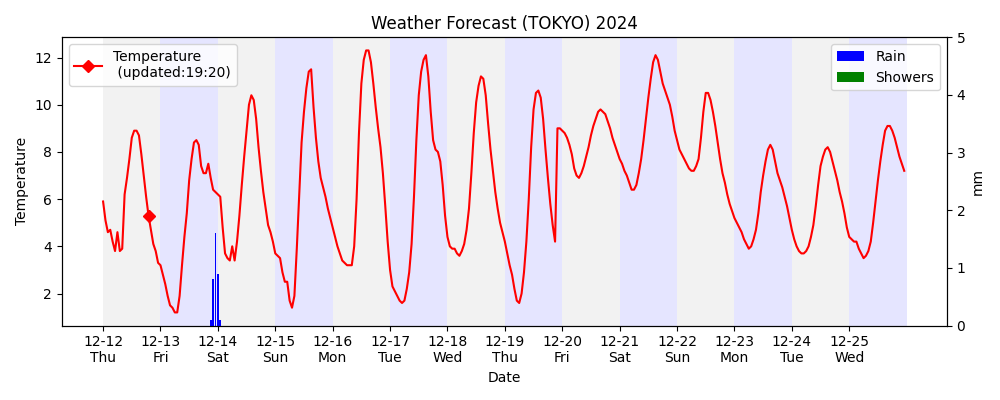 Weather Forecast (TOKYO) 2024
Temperature
(updated:19:20)
Rain
Showers
Temperature
12
10
8
6
4
2
5
4
3
2
1
0
mm
12-12 12-13 12-14 12-15 12-16 12-17 12-18 12-19 12-20 12-21 12-22 12-23 12-24 12-25
Thu Fri Sat Sun Mon Tue Wed Thu Fri Sat Sun Mon Tue Wed
Date